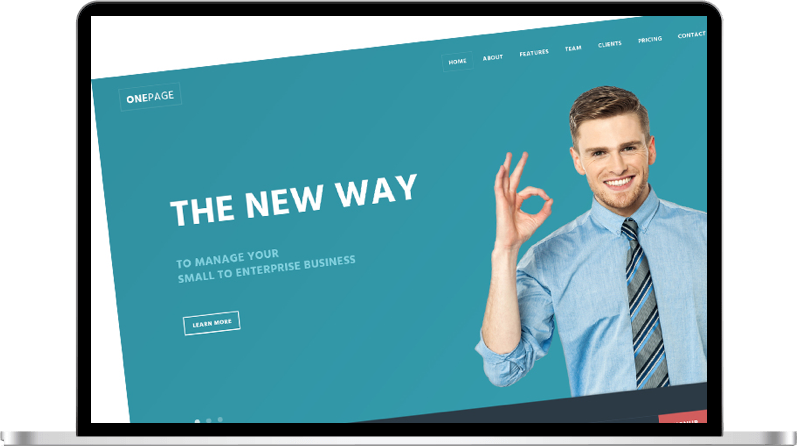 ONEPAGE
HOME ABOUT FEATURES TEAM CLIENTS PRICING CONTACT
THE NEW WAY
TO MANAGE YOUR
SMALL TO ENTERPRISE BUSINESS
LEARN MORE